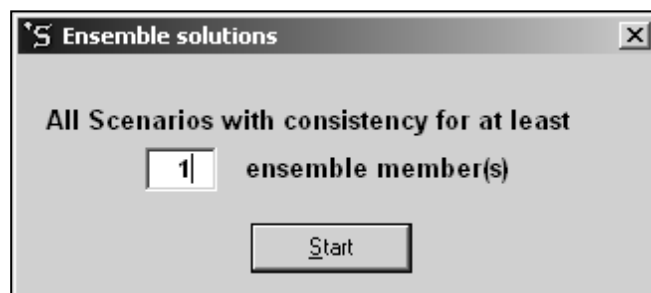 Ensemble solutions
All Scenarios with consistency for at least
1 ensemble member(s)
Start